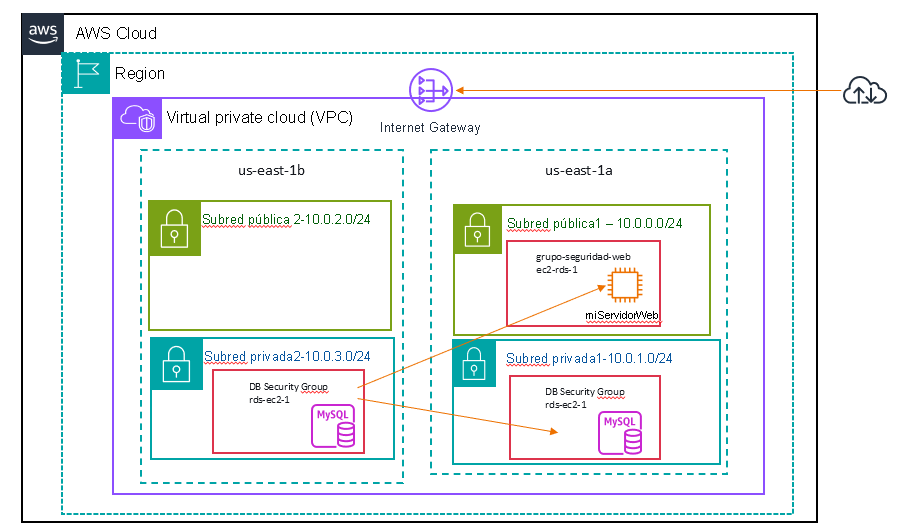 aws
AWS Cloud
Region
Virtual private cloud (VPC)
Internet Gateway
us-east-1b
us-east-1a
Subred pública 2-10.0.2.0/24
Subred pública1 – 10.0.0.0/24
grupo-seguridad-web
ec2-rds-1
miServidorWeb
Subred privada2-10.0.3.0/24
DB Security Group
rds-ec2-1
MySQL
Subred privada1-10.0.1.0/24
DB Security Group
rds-ec2-1
MySQL